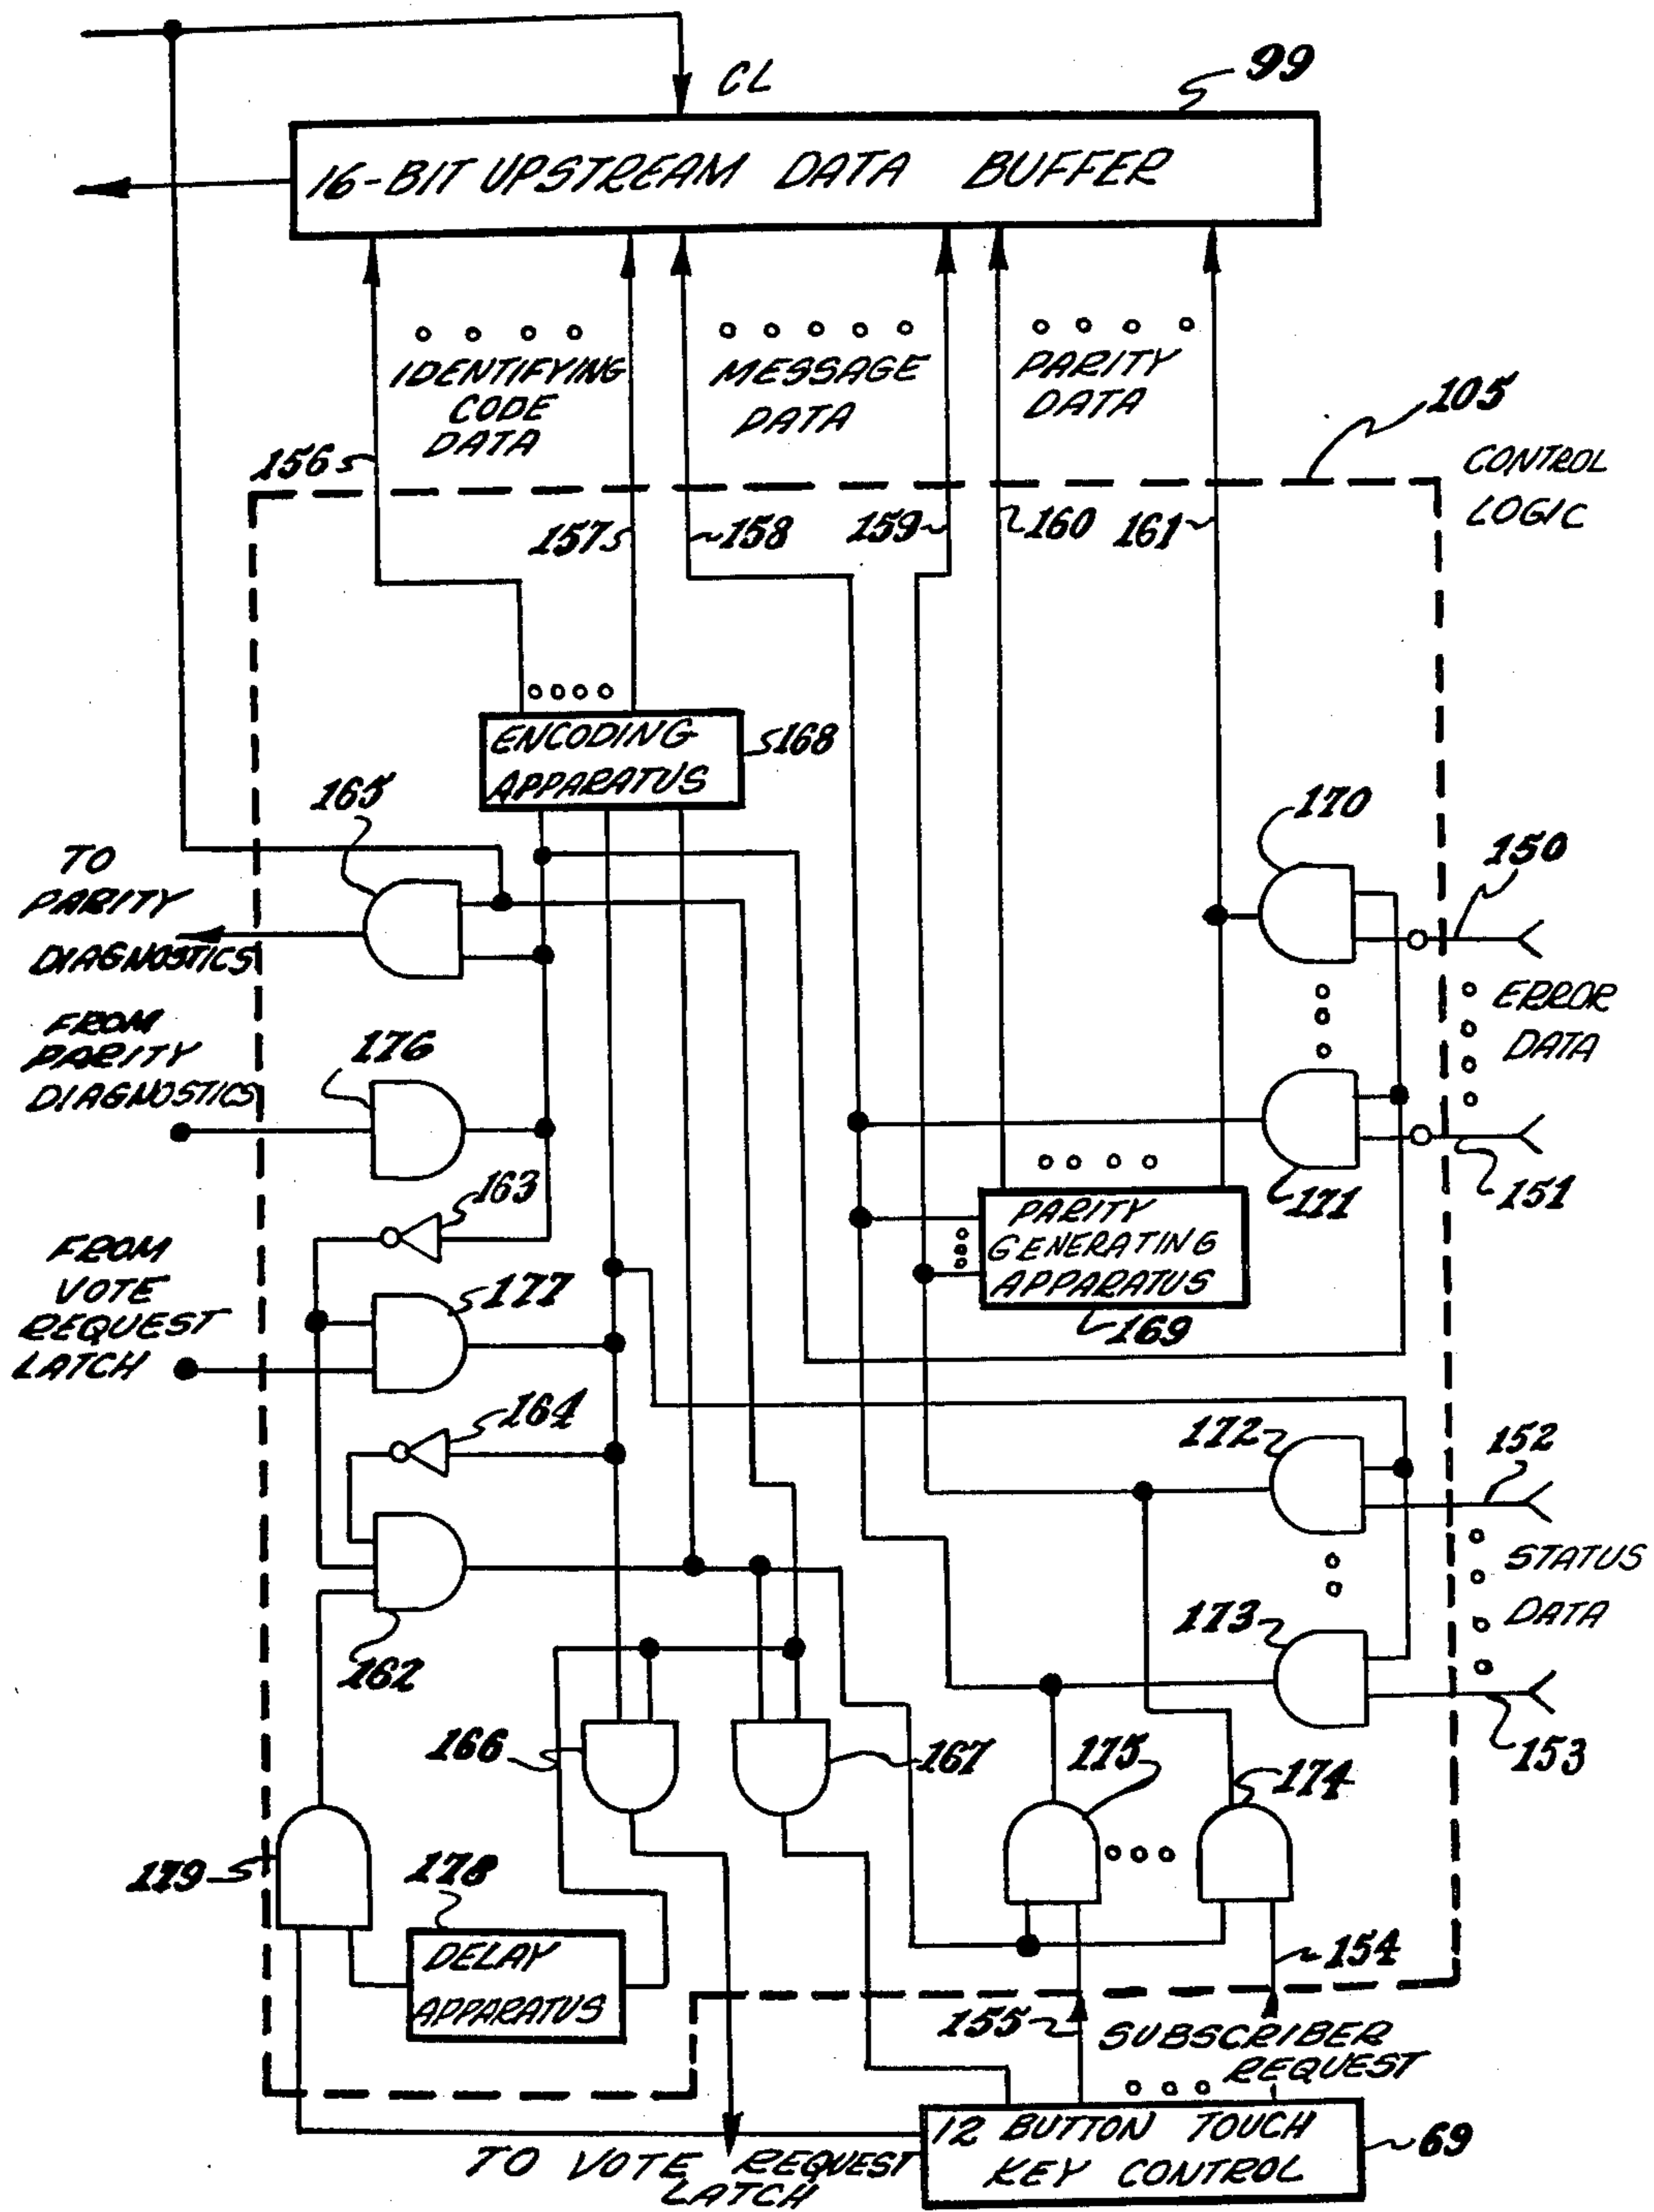 CL
99
16-BIT UPSTREAM DATA BUFFER
IDENTIFYING
CODE
DATA
MESSAGE
DATA
PARITY
DATA
105
CONTROL
LOGIC
156
157
158
159
160
161
ENCODING
APPARATUS
168
165
170
150
TO
PARITY
DIAGNOSTICS
ERROR
DATA
FROM
PARITY
DIAGNOSTICS
176
171
151
163
PARITY
GENERATING
APPARATUS
169
FROM
VOTE
REQUEST
LATCH
177
164
172
152
STATUS
DATA
162
173
153
166
167
175
174
179
178
DELAY
APPARATUS
154
155
SUBSCRIBER
REQUEST
12 BUTTON TOUCH
KEY CONTROL
69
TO VOTE REQUEST
LATCH